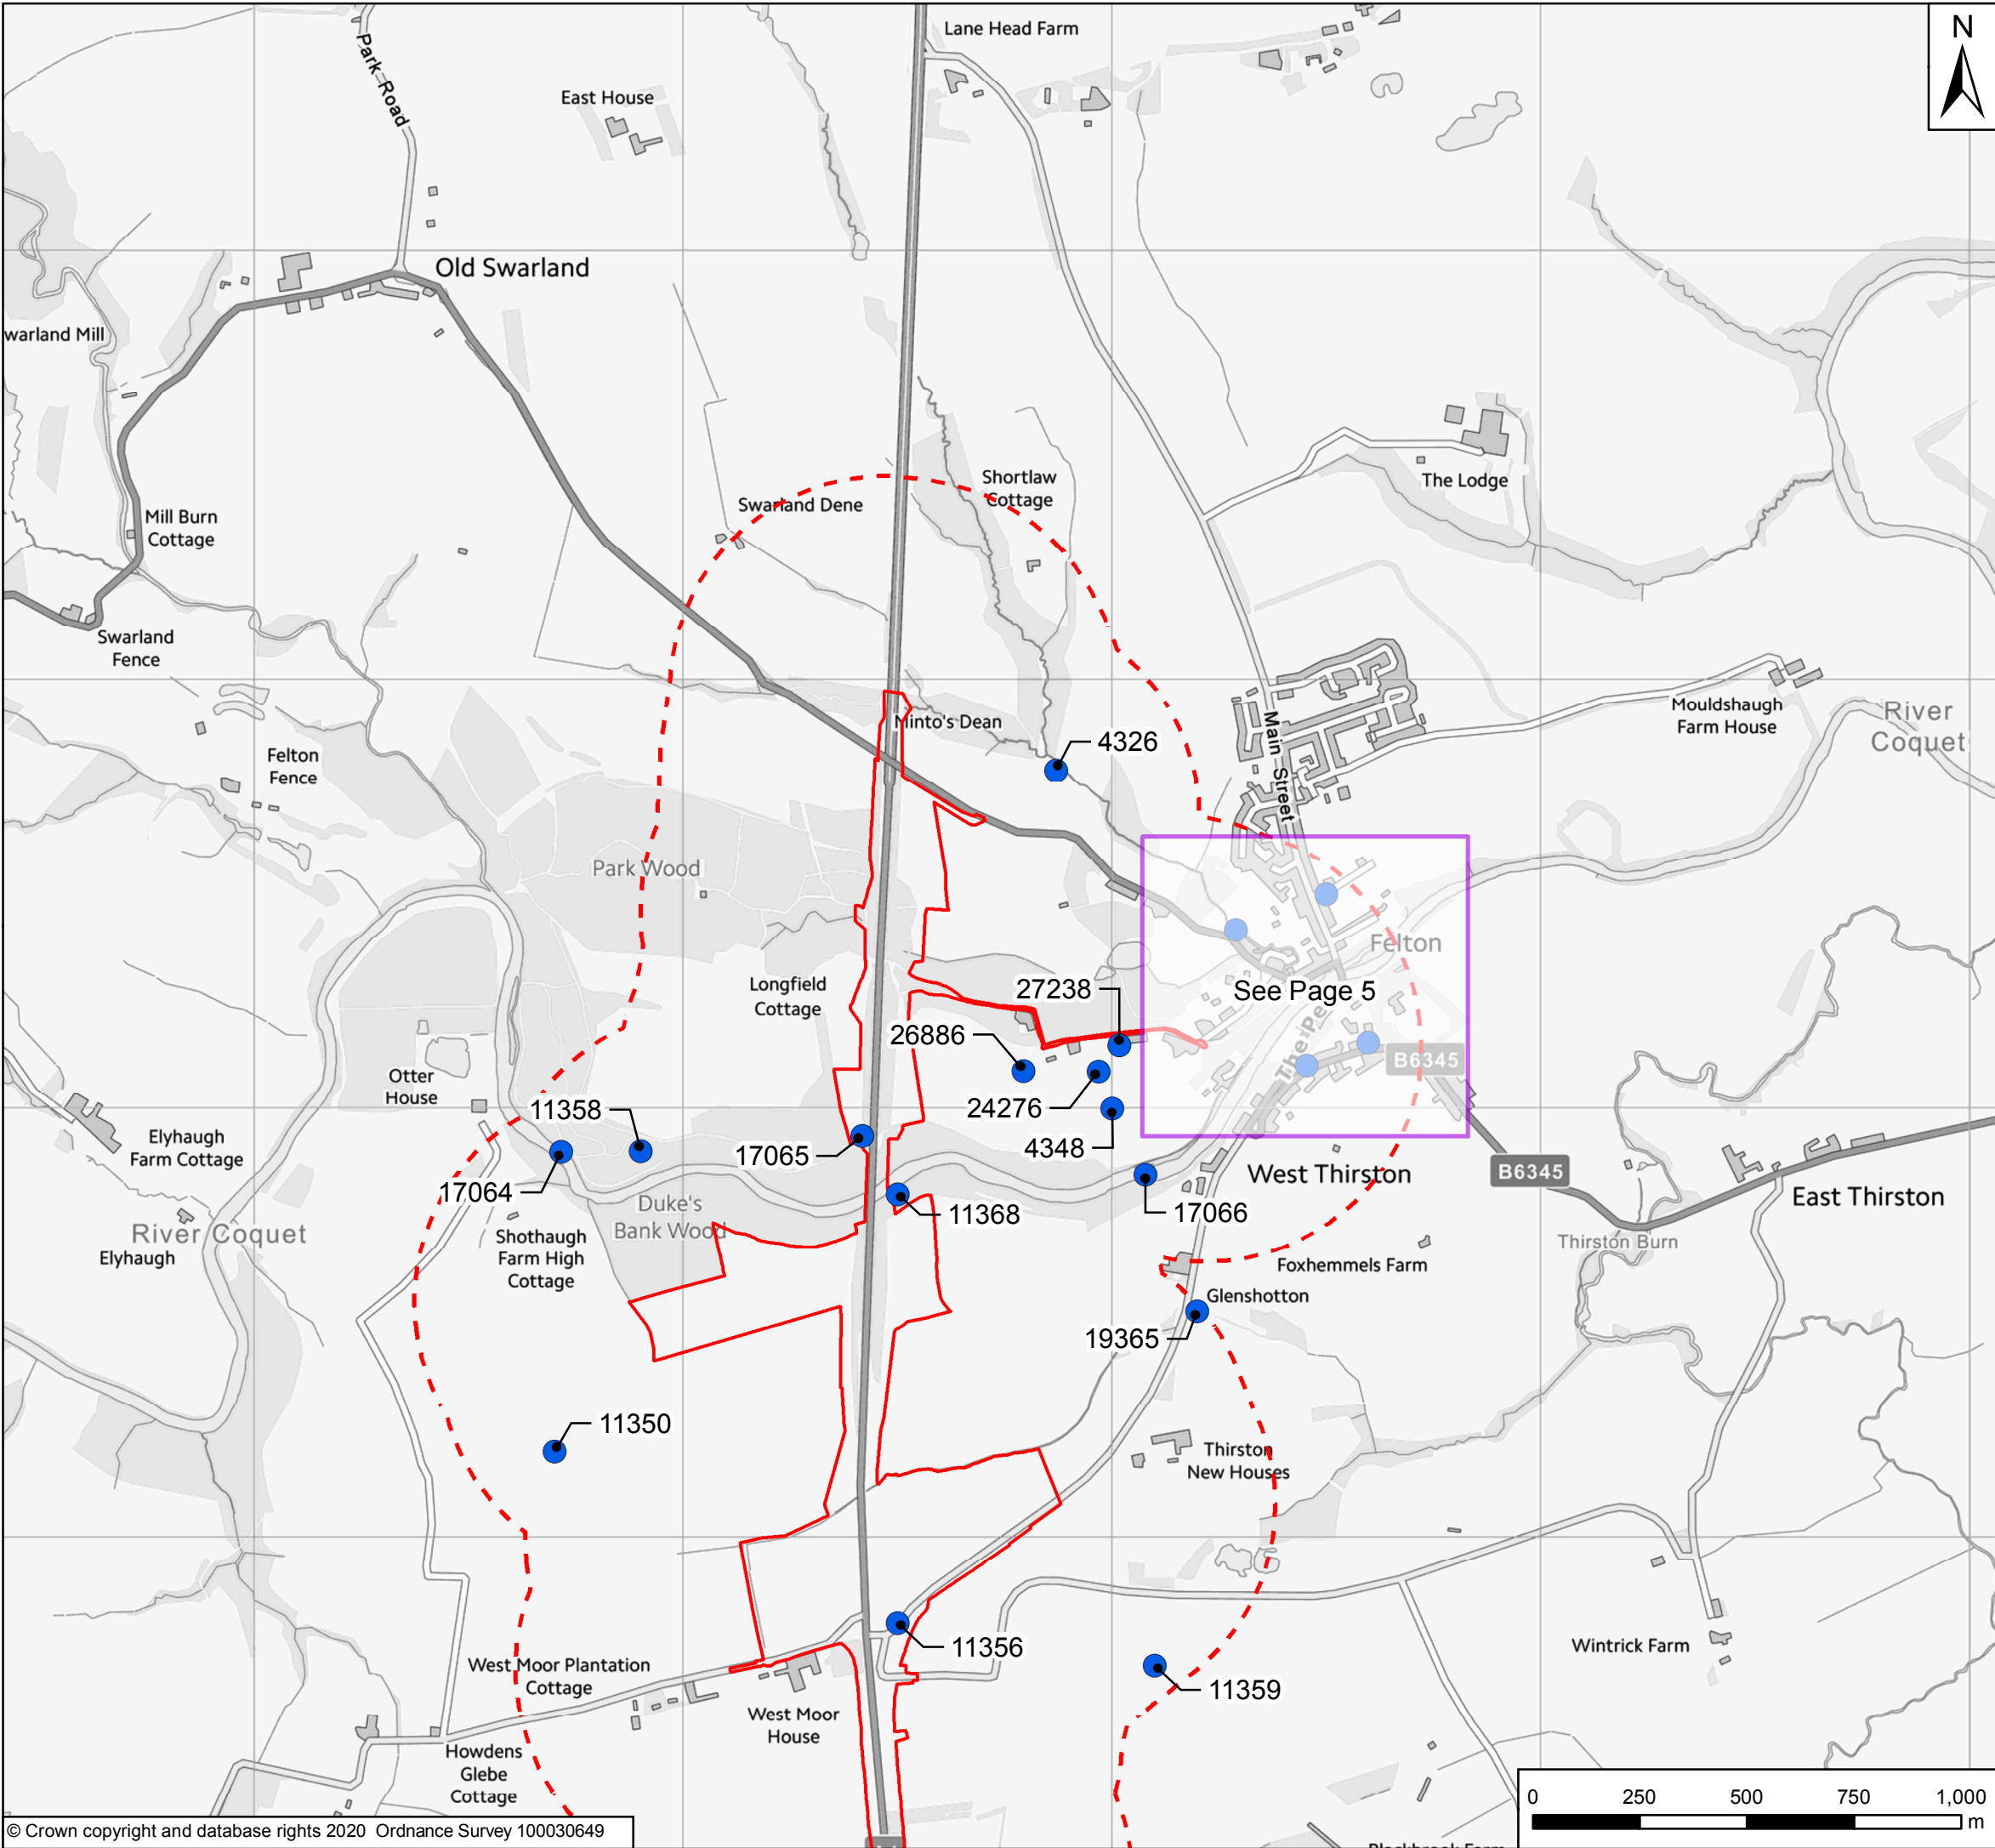 N
Lane Head Farm
Park Road
East House
Old Swarland
warland Mill
Mill Burn
Cottage
Swarland
Fence
Swarland Dene
Shortlaw
Cottage
The Lodge
Minto's Dean
4326
Main Street
Mouldshaugh
Farm House
River
Coquet
Felton
Fence
Park Wood
Longfield
Cottage
Felton
27238
See Page 5
26886
The Pe
B6345
24276
4348
Otter
House
11358
17065
17064
Elyhaugh
Farm Cottage
River Coquet
Elyhaugh
Duke's
Bank Wood
Shothaugh
Farm High
Cottage
11368
17066
West Thirston
B6345
East Thirston
Thirston Burn
Foxhemmels Farm
Glenshotton
19365
11350
Thirston
New Houses
11356
11359
Wintrick Farm
West Moor Plantation
Cottage
West Moor
House
Howdens
Glebe
Cottage
0 250 500 750 1,000
m
© Crown copyright and database rights 2020 Ordnance Survey 100030649